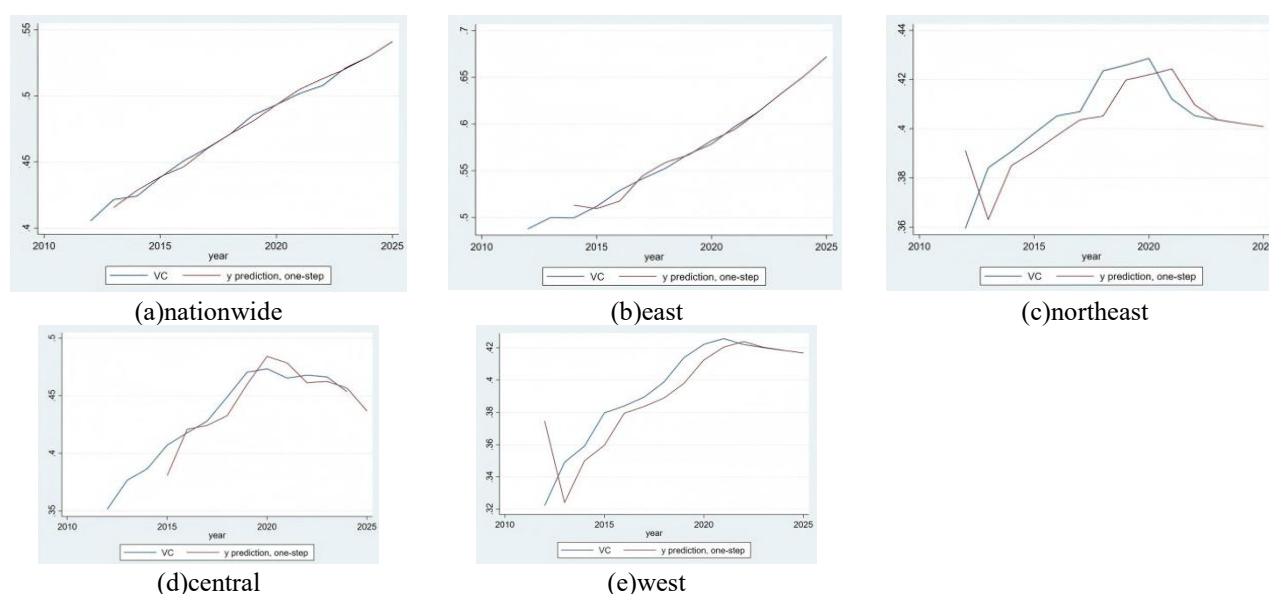 .55
.5
.45
.4
2010 2015 2020 2025
year
VC y prediction, one-step
(a)nationwide
.7
.65
.6
.55
.5
2010 2015 2020 2025
year
VC y prediction, one-step
(b)east
.44
.42
.4
.38
.36
2010 2015 2020 2025
year
VC y prediction, one-step
(c)northeast
.5
.45
.4
.35
2010 2015 2020 2025
year
VC y prediction, one-step
(d)central
.42
.4
.38
.36
.34
.32
2010 2015 2020 2025
year
VC y prediction, one-step
(e)west